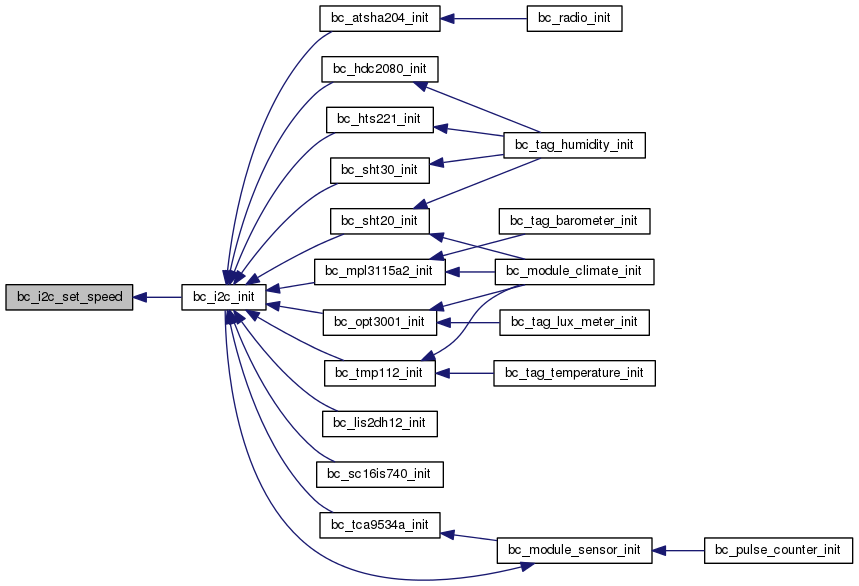 bc_atsha204_init
bc_radio_init
bc_hdc2080_init
bc_hts221_init
bc_tag_humidity_init
bc_sht30_init
bc_sht20_init
bc_tag_barometer_init
bc_mpl3115a2_init
bc_module_climate_init
bc_i2c_set_speed
bc_i2c_init
bc_opt3001_init
bc_tag_lux_meter_init
bc_tmp112_init
bc_tag_temperature_init
bc_lis2dh12_init
bc_sc16is740_init
bc_tca9534a_init
bc_module_sensor_init
bc_pulse_counter_init